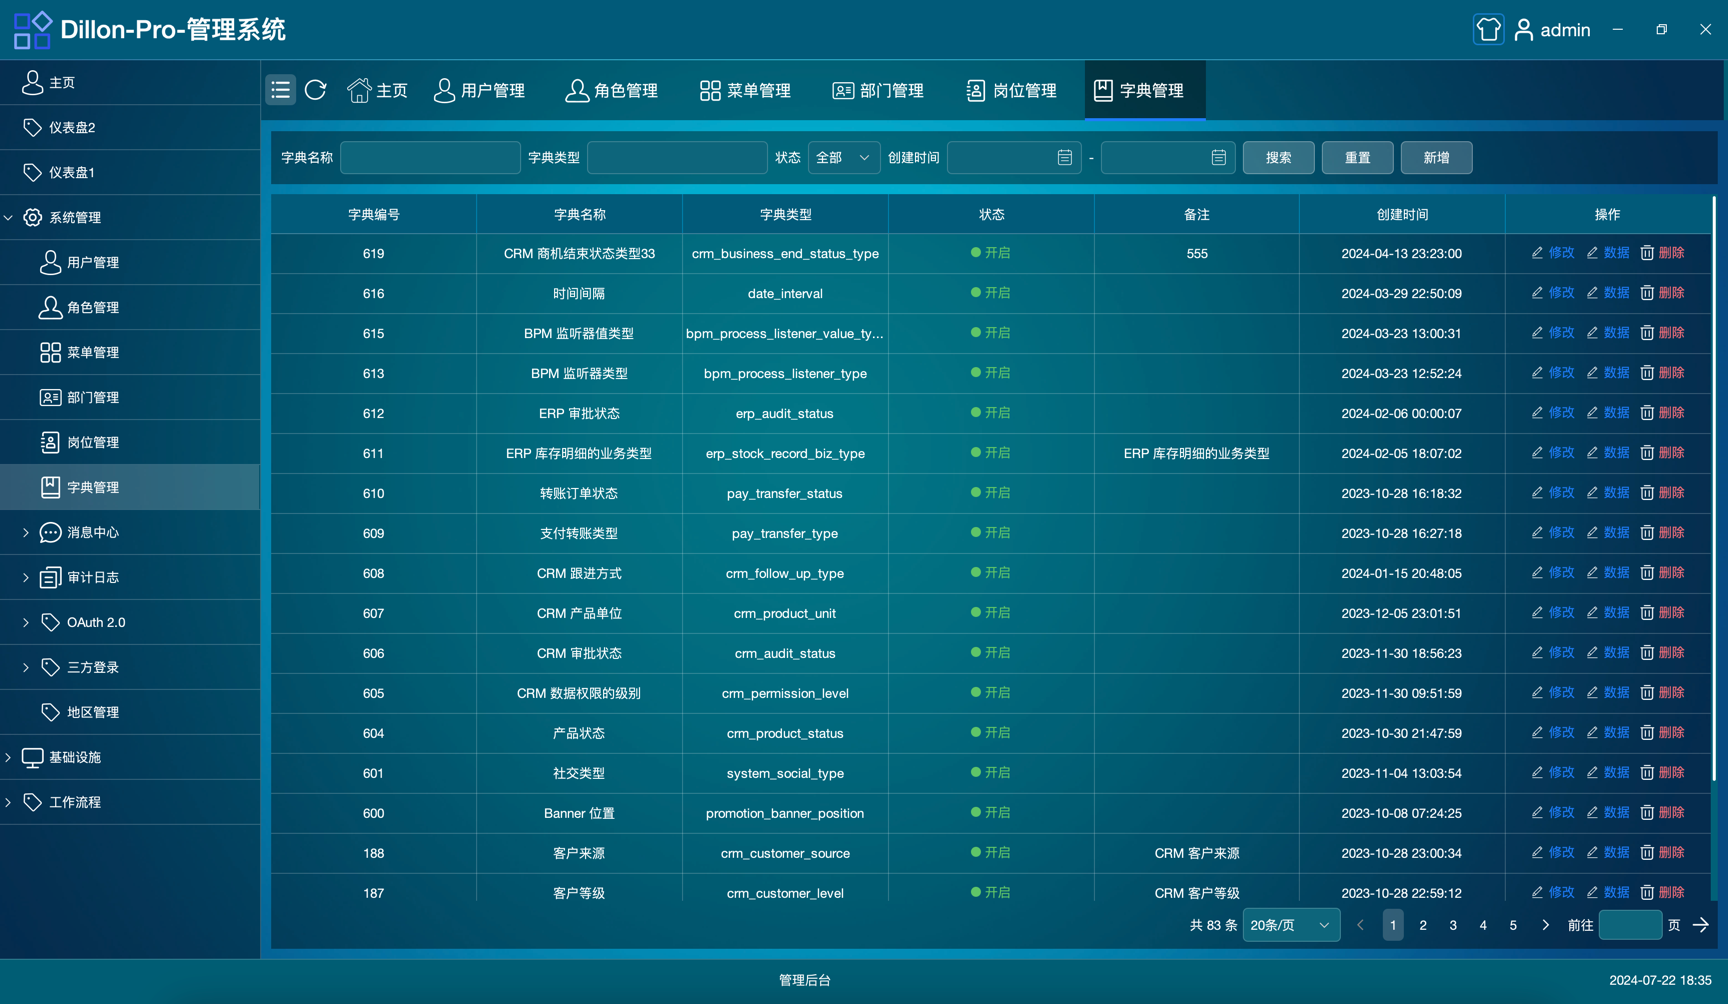 Dillon-Pro-管理系统
admin
主页
仪表盘2
仪表盘1
系统管理
用户管理
角色管理
菜单管理
部门管理
岗位管理
字典管理
消息中心
审计日志
OAuth 2.0
三方登录
地区管理
基础设施
工作流程
主页 用户管理 角色管理 菜单管理 部门管理 岗位管理 字典管理
字典名称 字典类型 状态 全部 创建时间 - 搜索 重置 新增
字典编号 字典名称 字典类型 状态 备注 创建时间 操作
619 CRM 商机结束状态类型33 crm_business_end_status_type 开启 555 2024-04-13 23:23:00 修改 数据 删除
616 时间间隔 date_interval 开启 2024-03-29 22:50:09 修改 数据 删除
615 BPM 监听器值类型 bpm_process_listener_value_ty... 开启 2024-03-23 13:00:31 修改 数据 删除
613 BPM 监听器类型 bpm_process_listener_type 开启 2024-03-23 12:52:24 修改 数据 删除
612 ERP 审批状态 erp_audit_status 开启 2024-02-06 00:00:07 修改 数据 删除
611 ERP 库存明细的业务类型 erp_stock_record_biz_type 开启 ERP 库存明细的业务类型 2024-02-05 18:07:02 修改 数据 删除
610 转账订单状态 pay_transfer_status 开启 2023-10-28 16:18:32 修改 数据 删除
609 支付转账类型 pay_transfer_type 开启 2023-10-28 16:27:18 修改 数据 删除
608 CRM 跟进方式 crm_follow_up_type 开启 2024-01-15 20:48:05 修改 数据 删除
607 CRM 产品单位 crm_product_unit 开启 2023-12-05 23:01:51 修改 数据 删除
606 CRM 审批状态 crm_audit_status 开启 2023-11-30 18:56:23 修改 数据 删除
605 CRM 数据权限的级别 crm_permission_level 开启 2023-11-30 09:51:59 修改 数据 删除
604 产品状态 crm_product_status 开启 2023-10-30 21:47:59 修改 数据 删除
601 社交类型 system_social_type 开启 2023-11-04 13:03:54 修改 数据 删除
600 Banner 位置 promotion_banner_position 开启 2023-10-08 07:24:25 修改 数据 删除
188 客户来源 crm_customer_source 开启 CRM 客户来源 2023-10-28 23:00:34 修改 数据 删除
187 客户等级 crm_customer_level 开启 CRM 客户等级 2023-10-28 22:59:12 修改 数据 删除
共 83 条 20条/页 1 2 3 4 5 前往 页
管理后台
2024-07-22 18:35